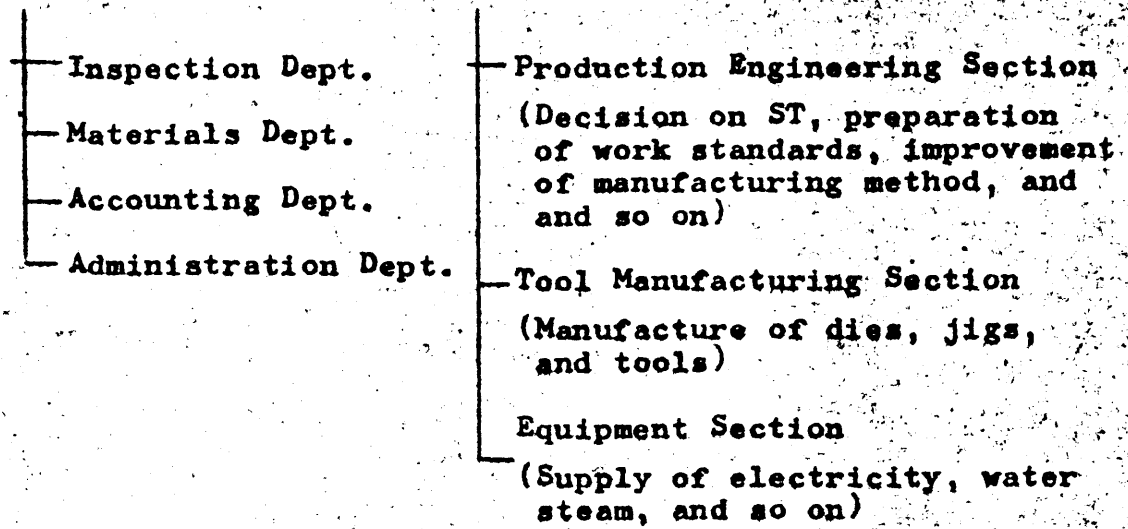 Inspection Dept.
Materials Dept.
Accounting Dept.
Administration Dept.
Production Engineering Section
(Decision on ST, preparation
of work standards, improvement
of manufacturing method, and
and so on)
Tool Manufacturing Section
(Manufacture of dies, jigs,
and tools)
Equipment Section
(Supply of electricity, water
steam, and so on)